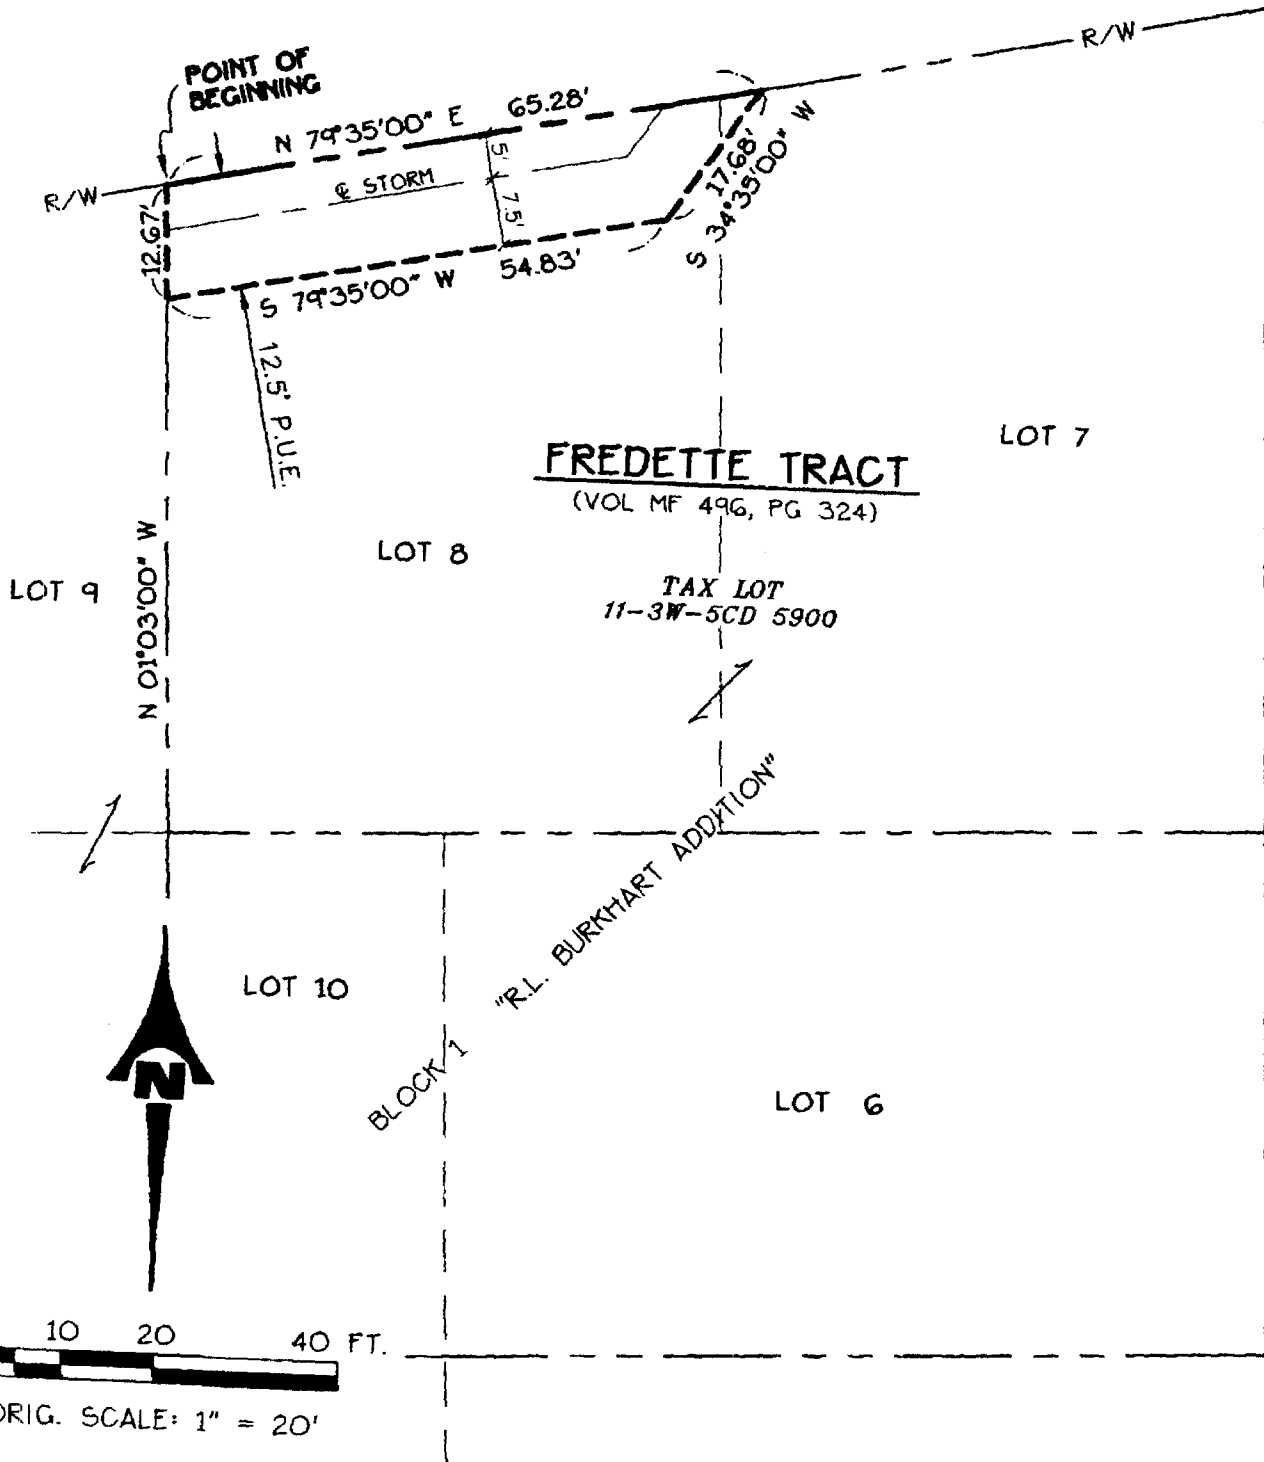 POINT OF
BEGINNING
R/W
N 79°35'00" E
65.28'
R/W
℄ STORM
5'
7.5'
12.67'
17.68'
S 34°35'00" W
S 79°35'00" W
54.83'
12.5' P.U.E.
LOT 7
FREDETTE TRACT
(VOL MF 496, PG 324)
LOT 8
LOT 9
N 01°03'00" W
TAX LOT
11-3W-5CD 5900
BLOCK 1 "R.L. BURKHART ADDITION"
LOT 10
N
LOT 6
10 20 40 FT.
ORIG. SCALE: 1" = 20'